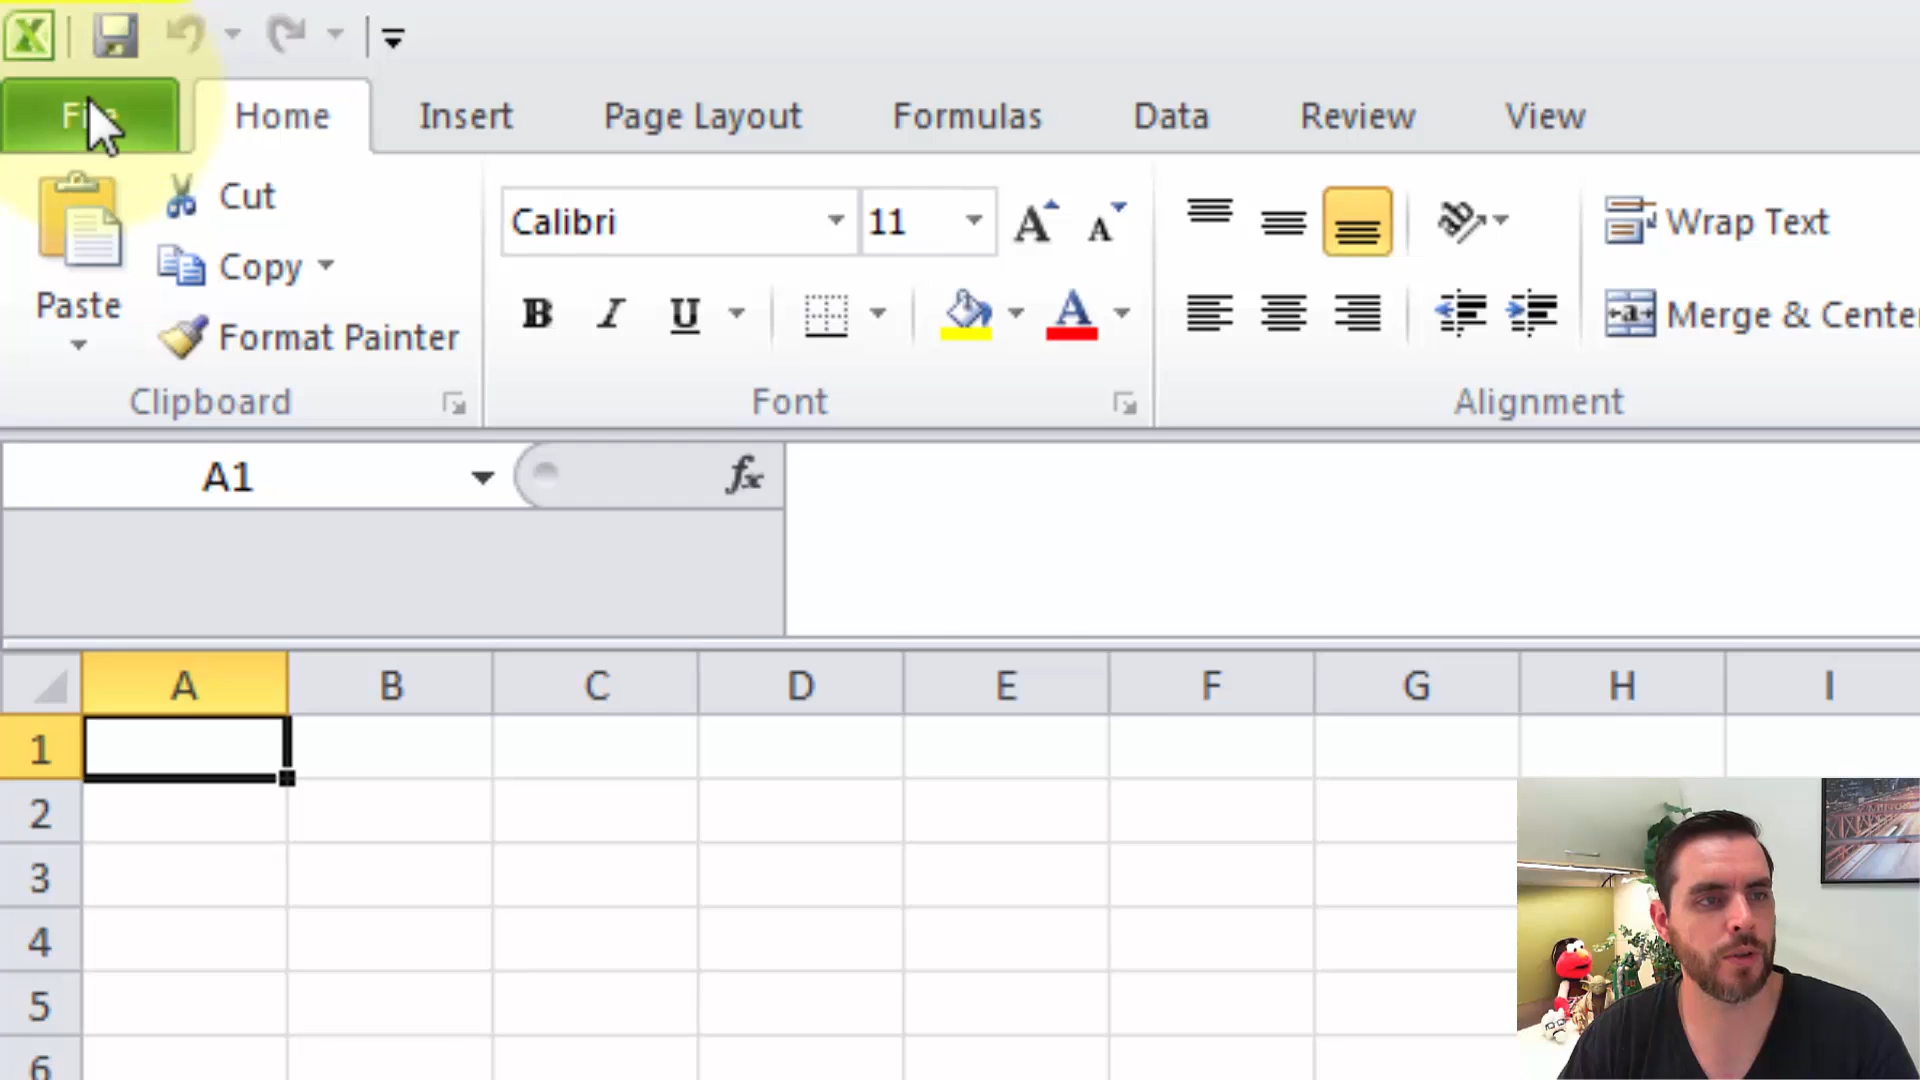 File Home Insert Page Layout Formulas Data Review View
Cut
Copy
Paste
Format Painter
Clipboard
Calibri 11
B I U
Font
Wrap Text
Merge & Cente
Alignment
A1 fx
A B C D E F G H I
1
2
3
4
5
6